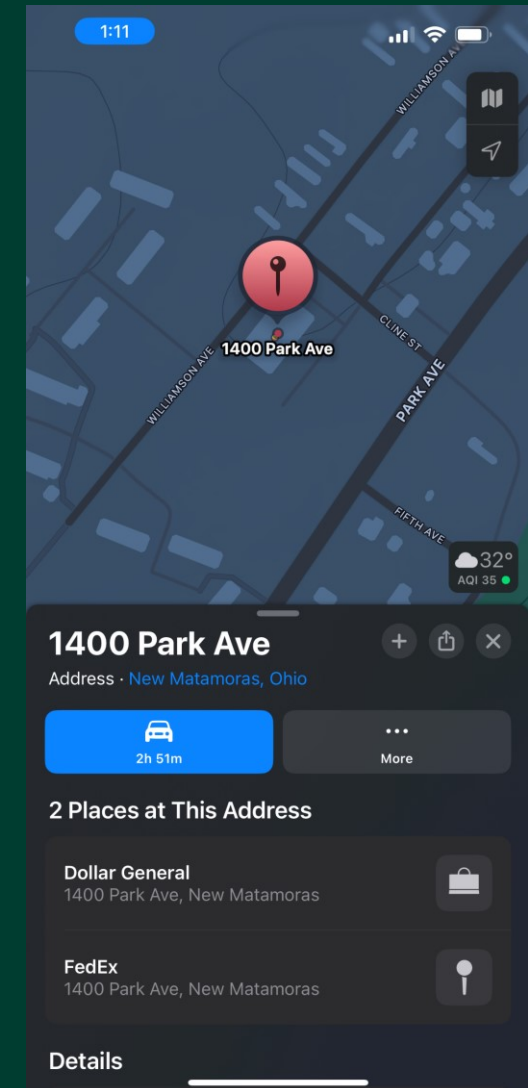 1:11
WILLIAMSON AVE
1400 Park Ave
CLINE ST
WILLIAMSON AVE
PARK AVE
FIFTH AVE
32°
AQI 35
1400 Park Ave
Address · New Matamoras, Ohio
2h 51m
More
2 Places at This Address
Dollar General
1400 Park Ave, New Matamoras
FedEx
1400 Park Ave, New Matamoras
Details